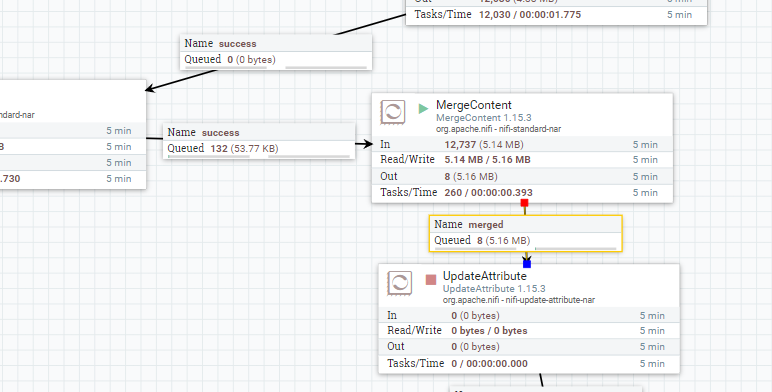 Tasks/Time 12,030 / 00:00:01.775 5 min
Name success
Queued 0 (0 bytes)
ndard-nar
5 min
5 min
5 min
.730 5 min
Name success
Queued 132 (53.77 KB)
MergeContent
MergeContent 1.15.3
org.apache.nifi - nifi-standard-nar
In 12,737 (5.14 MB) 5 min
Read/Write 5.14 MB / 5.16 MB 5 min
Out 8 (5.16 MB) 5 min
Tasks/Time 260 / 00:00:00.393 5 min
Name merged
Queued 8 (5.16 MB)
UpdateAttribute
UpdateAttribute 1.15.3
org.apache.nifi - nifi-update-attribute-nar
In 0 (0 bytes) 5 min
Read/Write 0 bytes / 0 bytes 5 min
Out 0 (0 bytes) 5 min
Tasks/Time 0 / 00:00:00.000 5 min